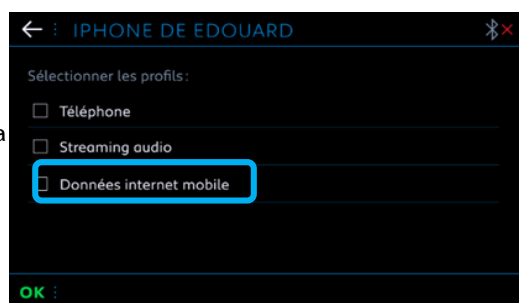 IPHONE DE EDOUARD
Sélectionner les profils:
Téléphone
a
Streaming audio
Données internet mobile
OK